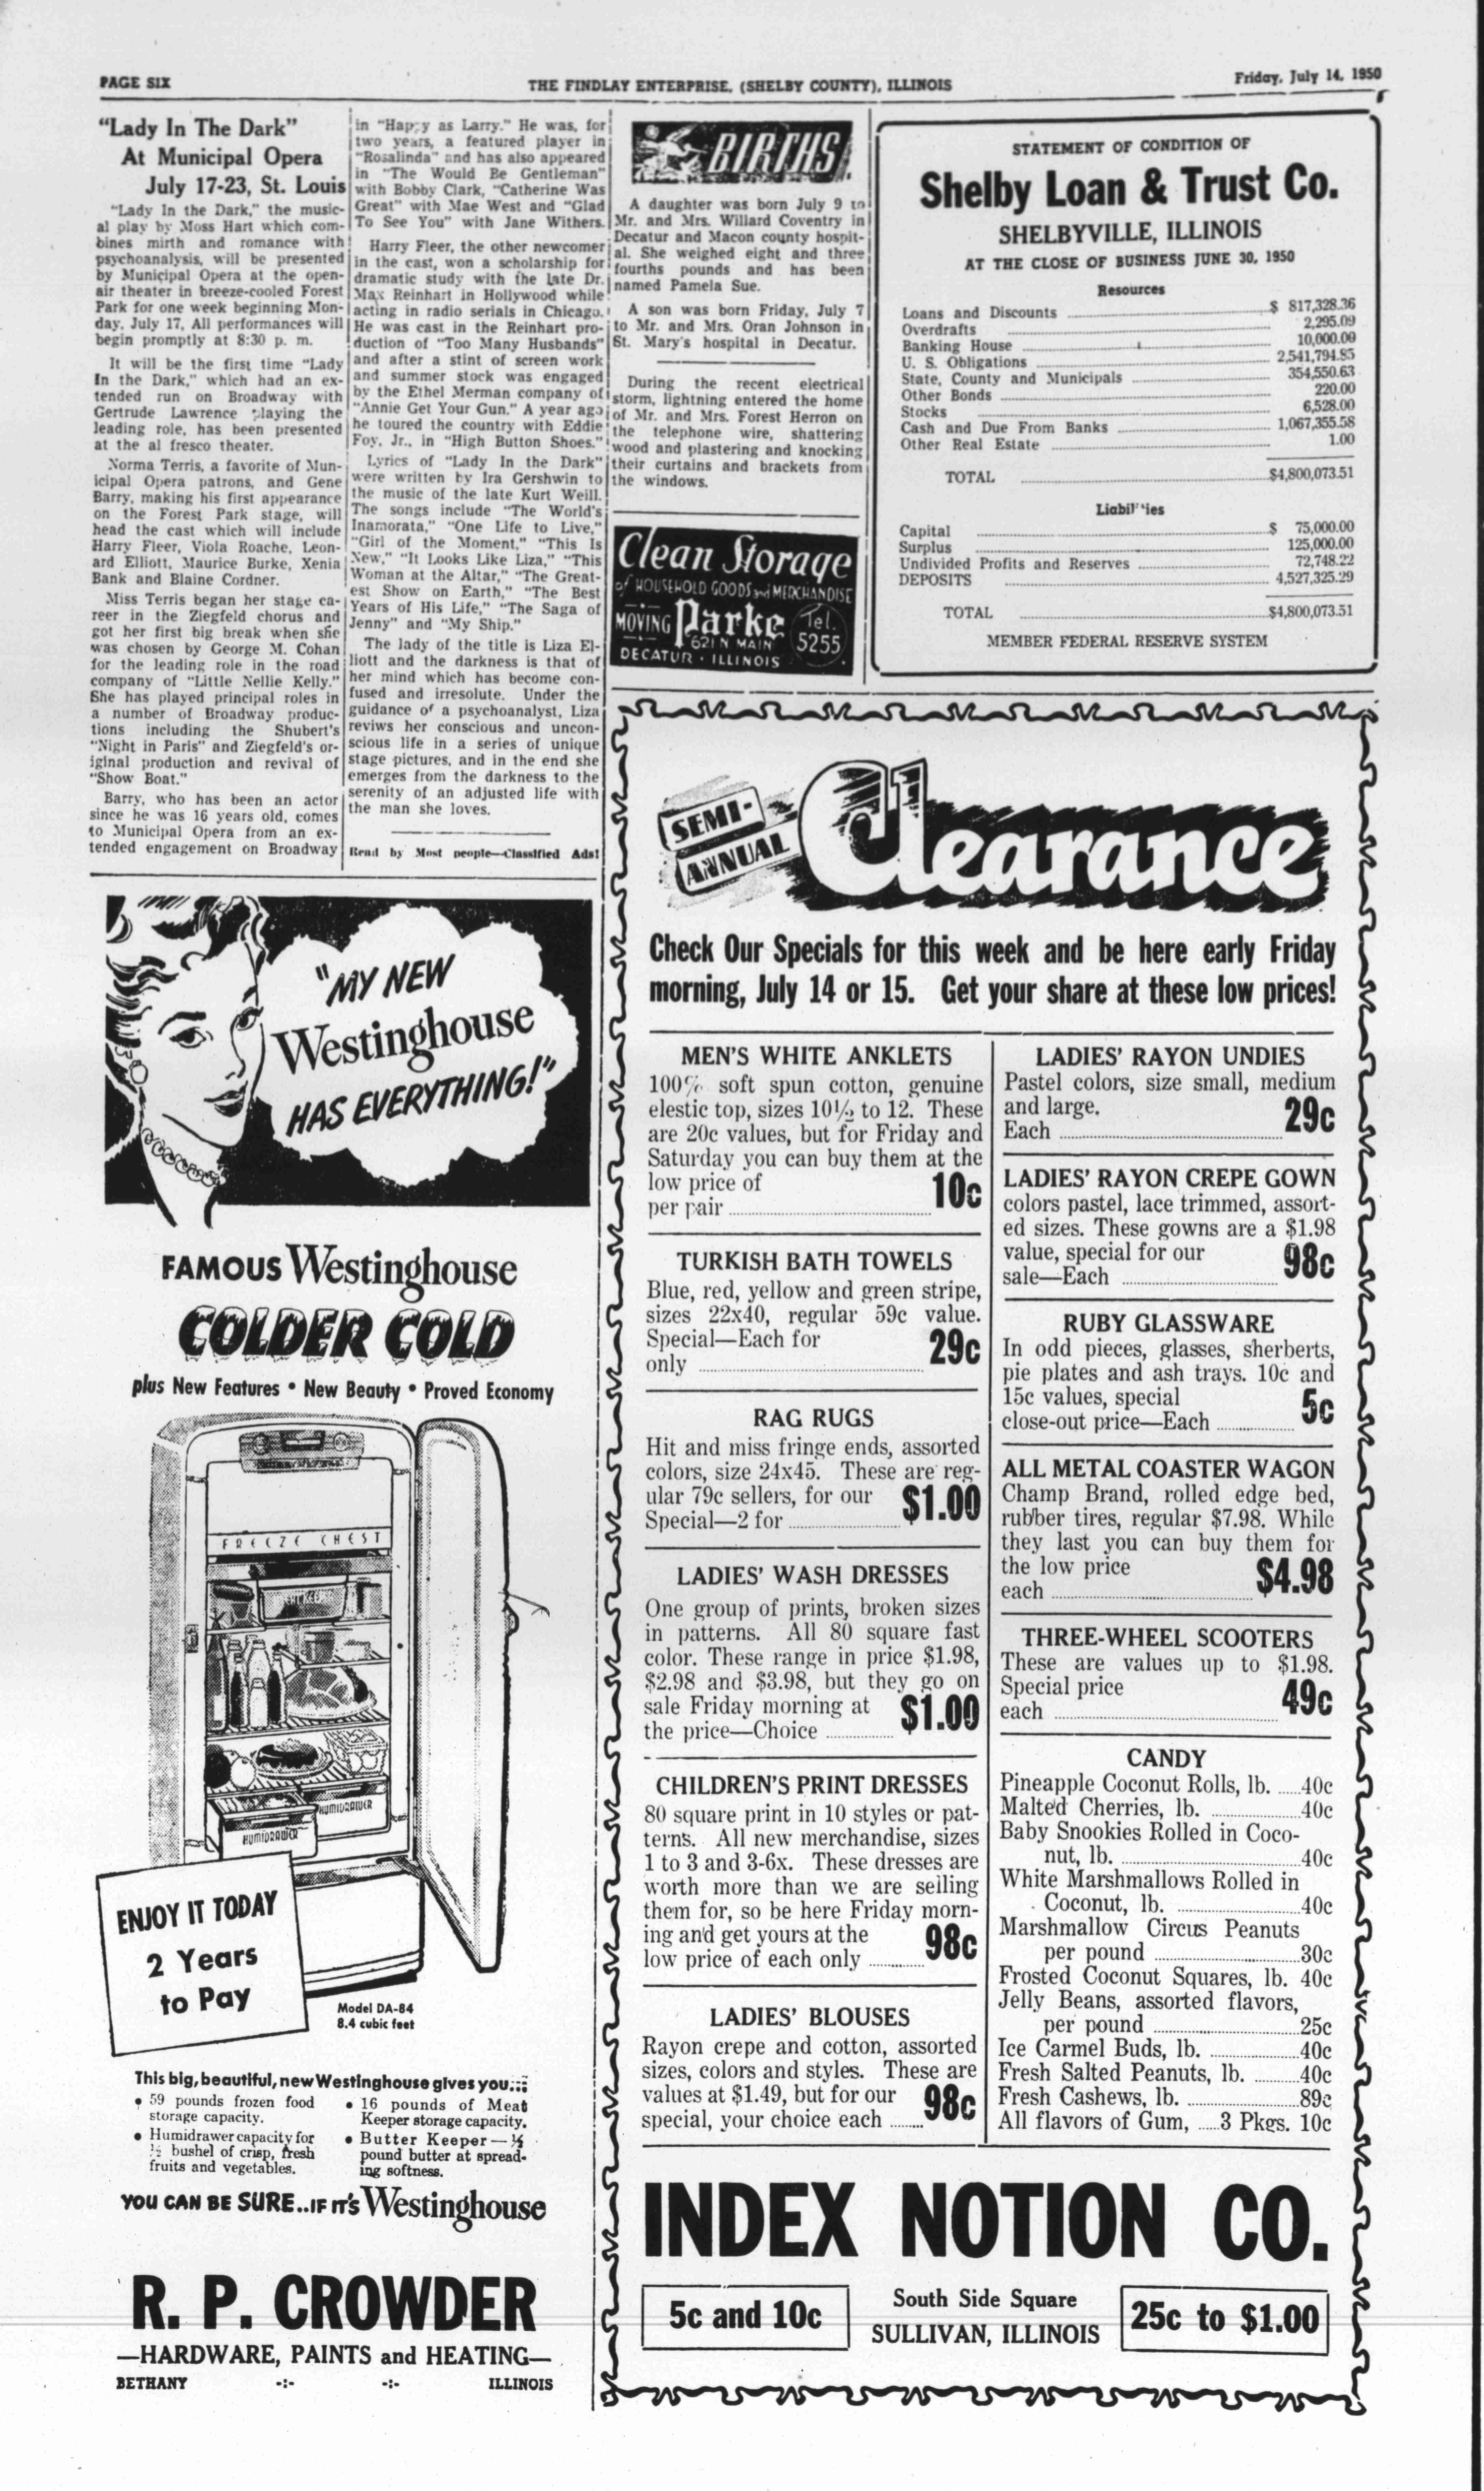 PAGE SIX
THE FINDLAY ENTERPRISE, (SHELBY COUNTY), ILLINOIS
Friday, July 14, 1950
"Lady In The Dark"
At Municipal Opera
July 17-23, St. Louis
"Lady In the Dark," the music-
al play by Moss Hart which com-
bines mirth and romance with
psychoanalysis, will be presented
by Municipal Opera at the open-
air theater in breeze-cooled Forest
Park for one week beginning Mon-
day, July 17, All performances will
begin promptly at 8:30 p. m.
It will be the first time "Lady
In the Dark," which had an ex-
tended run on Broadway with
Gertrude Lawrence playing the
leading role, has been presented
at the al fresco theater.
Norma Terris, a favorite of Mun-
icipal Opera patrons, and Gene
Barry, making his first appearance
on the Forest Park stage, will
head the cast which will include
Harry Fleer, Viola Roache, Leon-
ard Elliott, Maurice Burke, Xenia
Bank and Blaine Cordner.
Miss Terris began her stage ca-
reer in the Ziegfeld chorus and
got her first big break when she
was chosen by George M. Cohan
for the leading role in the road
company of "Little Nellie Kelly."
She has played principal roles in
a number of Broadway produc-
tions including the Shubert's
"Night in Paris" and Ziegfeld's or-
iginal production and revival of
"Show Boat."
Barry, who has been an actor
since he was 16 years old, comes
to Municipal Opera from an ex-
tended engagement on Broadway
in "Happy as Larry." He was, for
two years, a featured player in
"Rosalinda" and has also appeared
in "The Would Be Gentleman"
with Bobby Clark, "Catherine Was
Great" with Mae West and "Glad
To See You" with Jane Withers.
Harry Fleer, the other newcomer
in the cast, won a scholarship for
dramatic study with the late Dr.
Max Reinhart in Hollywood while
acting in radio serials in Chicago.
He was cast in the Reinhart pro-
duction of "Too Many Husbands"
and after a stint of screen work
and summer stock was engaged
by the Ethel Merman company of
"Annie Get Your Gun." A year ago
he toured the country with Eddie
Foy, Jr., in "High Button Shoes."
Lyrics of "Lady In the Dark"
were written by Ira Gershwin to
the music of the late Kurt Weill.
The songs include "The World's
Inamorata," "One Life to Live,"
"Girl of the Moment," "This Is
New," "It Looks Like Liza," "This
Woman at the Altar," "The Great-
est Show on Earth," "The Best
Years of His Life," "The Saga of
Jenny" and "My Ship."
The lady of the title is Liza El-
liott and the darkness is that of
her mind which has become con-
fused and irresolute. Under the
guidance of a psychoanalyst, Liza
reviws her conscious and uncon-
scious life in a series of unique
stage pictures, and in the end she
emerges from the darkness to the
serenity of an adjusted life with
the man she loves.
Read by Most people—Classified Ads!
BIRTHS
A daughter was born July 9 to
Mr. and Mrs. Willard Coventry in
Decatur and Macon county hospit-
al. She weighed eight and three
fourths pounds and has been
named Pamela Sue.
A son was born Friday, July 7
to Mr. and Mrs. Oran Johnson in
St. Mary's hospital in Decatur.
During the recent electrical
storm, lightning entered the home
of Mr. and Mrs. Forest Herron on
the telephone wire, shattering
wood and plastering and knocking
their curtains and brackets from
the windows.
Clean Storage
of HOUSEHOLD GOODS and MERCHANDISE
MOVING Parke Tel. 5255
621 N MAIN
DECATUR · ILLINOIS
STATEMENT OF CONDITION OF
Shelby Loan & Trust Co.
SHELBYVILLE, ILLINOIS
AT THE CLOSE OF BUSINESS JUNE 30, 1950
Resources
Loans and Discounts $ 817,328.36
Overdrafts 2,295.09
Banking House 10,000.00
U. S. Obligations 2,541,794.85
State, County and Municipals 354,550.63
Other Bonds 220.00
Stocks 6,528.00
Cash and Due From Banks 1,067,355.58
Other Real Estate 1.00
TOTAL $4,800,073.51
Liabilities
Capital $ 75,000.00
Surplus 125,000.00
Undivided Profits and Reserves 72,748.22
DEPOSITS 4,527,325.29
TOTAL $4,800,073.51
MEMBER FEDERAL RESERVE SYSTEM
"MY NEW
Westinghouse
HAS EVERYTHING!"
FAMOUS Westinghouse
COLDER COLD
plus New Features • New Beauty • Proved Economy
FREEZE CHEST
HUMIDRAWER
HUMIDRAWER
ENJOY IT TODAY
2 Years
to Pay
Model DA-84
8.4 cubic feet
This big, beautiful, new Westinghouse gives you...
• 59 pounds frozen food
storage capacity.
• Humidrawer capacity for
½ bushel of crisp, fresh
fruits and vegetables.
• 16 pounds of Meat
Keeper storage capacity.
• Butter Keeper—½
pound butter at spread-
ing softness.
YOU CAN BE SURE..IF IT'S Westinghouse
R. P. CROWDER
—HARDWARE, PAINTS and HEATING—
BETHANY -:- -:- ILLINOIS
SEMI-
ANNUAL
Clearance
Check Our Specials for this week and be here early Friday
morning, July 14 or 15. Get your share at these low prices!
MEN'S WHITE ANKLETS
100% soft spun cotton, genuine
elestic top, sizes 10½ to 12. These
are 20c values, but for Friday and
Saturday you can buy them at the
low price of
per pair 10c
TURKISH BATH TOWELS
Blue, red, yellow and green stripe,
sizes 22x40, regular 59c value.
Special—Each for
only 29c
RAG RUGS
Hit and miss fringe ends, assorted
colors, size 24x45. These are reg-
ular 79c sellers, for our
Special—2 for $1.00
LADIES' WASH DRESSES
One group of prints, broken sizes
in patterns. All 80 square fast
color. These range in price $1.98,
$2.98 and $3.98, but they go on
sale Friday morning at
the price—Choice $1.00
CHILDREN'S PRINT DRESSES
80 square print in 10 styles or pat-
terns. All new merchandise, sizes
1 to 3 and 3-6x. These dresses are
worth more than we are selling
them for, so be here Friday morn-
ing and get yours at the
low price of each only 98c
LADIES' BLOUSES
Rayon crepe and cotton, assorted
sizes, colors and styles. These are
values at $1.49, but for our
special, your choice each 98c
LADIES' RAYON UNDIES
Pastel colors, size small, medium
and large.
Each 29c
LADIES' RAYON CREPE GOWN
colors pastel, lace trimmed, assort-
ed sizes. These gowns are a $1.98
value, special for our
sale—Each 98c
RUBY GLASSWARE
In odd pieces, glasses, sherberts,
pie plates and ash trays. 10c and
15c values, special
close-out price—Each 5c
ALL METAL COASTER WAGON
Champ Brand, rolled edge bed,
rubber tires, regular $7.98. While
they last you can buy them for
the low price
each $4.98
THREE-WHEEL SCOOTERS
These are values up to $1.98.
Special price
each 49c
CANDY
Pineapple Coconut Rolls, lb. 40c
Malted Cherries, lb. 40c
Baby Snookies Rolled in Coco-
nut, lb. 40c
White Marshmallows Rolled in
Coconut, lb. 40c
Marshmallow Circus Peanuts
per pound 30c
Frosted Coconut Squares, lb. 40c
Jelly Beans, assorted flavors,
per pound 25c
Ice Carmel Buds, lb. 40c
Fresh Salted Peanuts, lb. 40c
Fresh Cashews, lb. 89c
All flavors of Gum, 3 Pkgs. 10c
INDEX NOTION CO.
5c and 10c
South Side Square
SULLIVAN, ILLINOIS
25c to $1.00